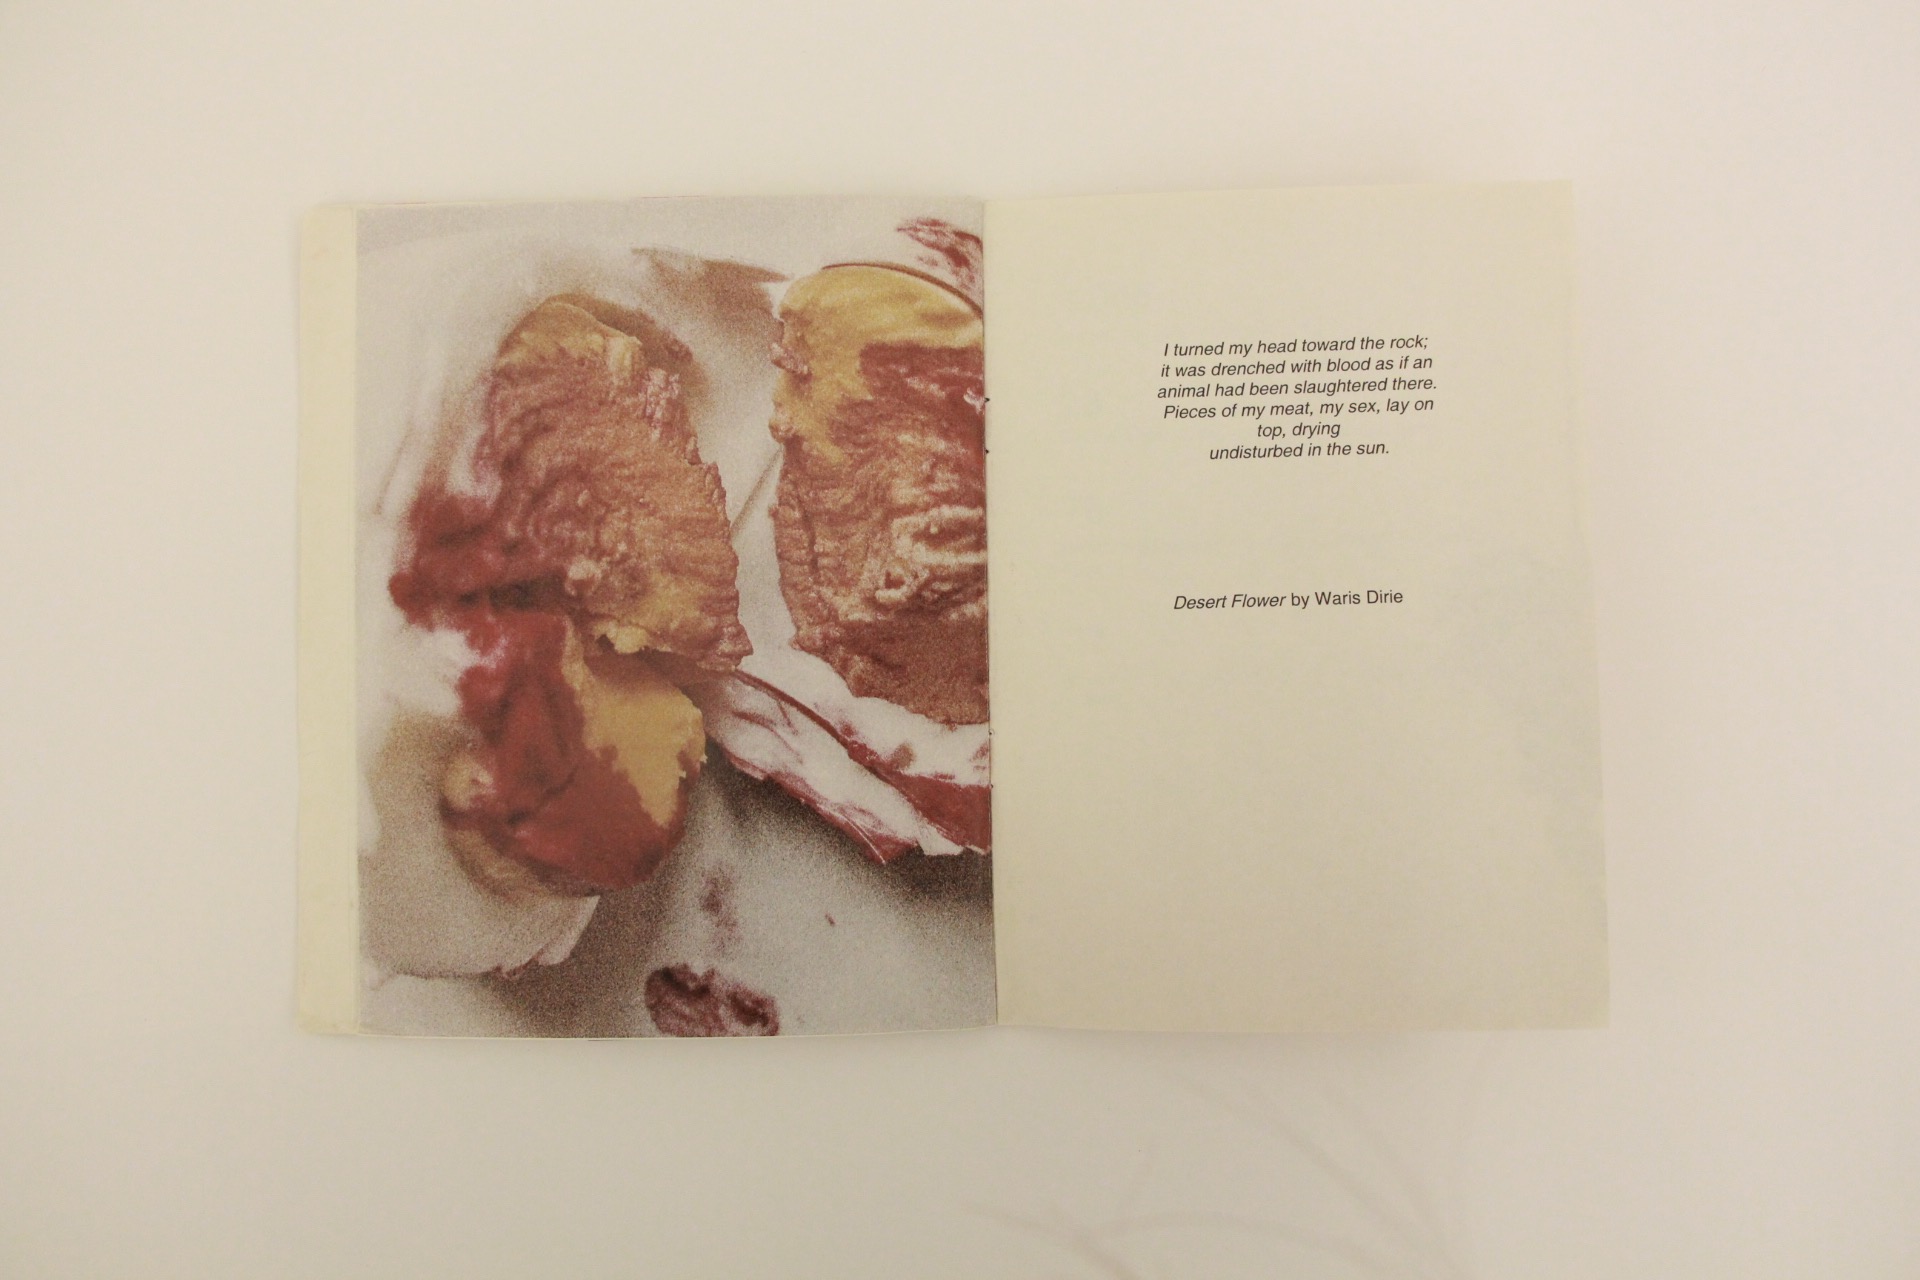 I turned my head toward the rock;
it was drenched with blood as if an
animal had been slaughtered there.
Pieces of my meat, my sex, lay on
top, drying
undisturbed in the sun.
Desert Flower by Waris Dirie